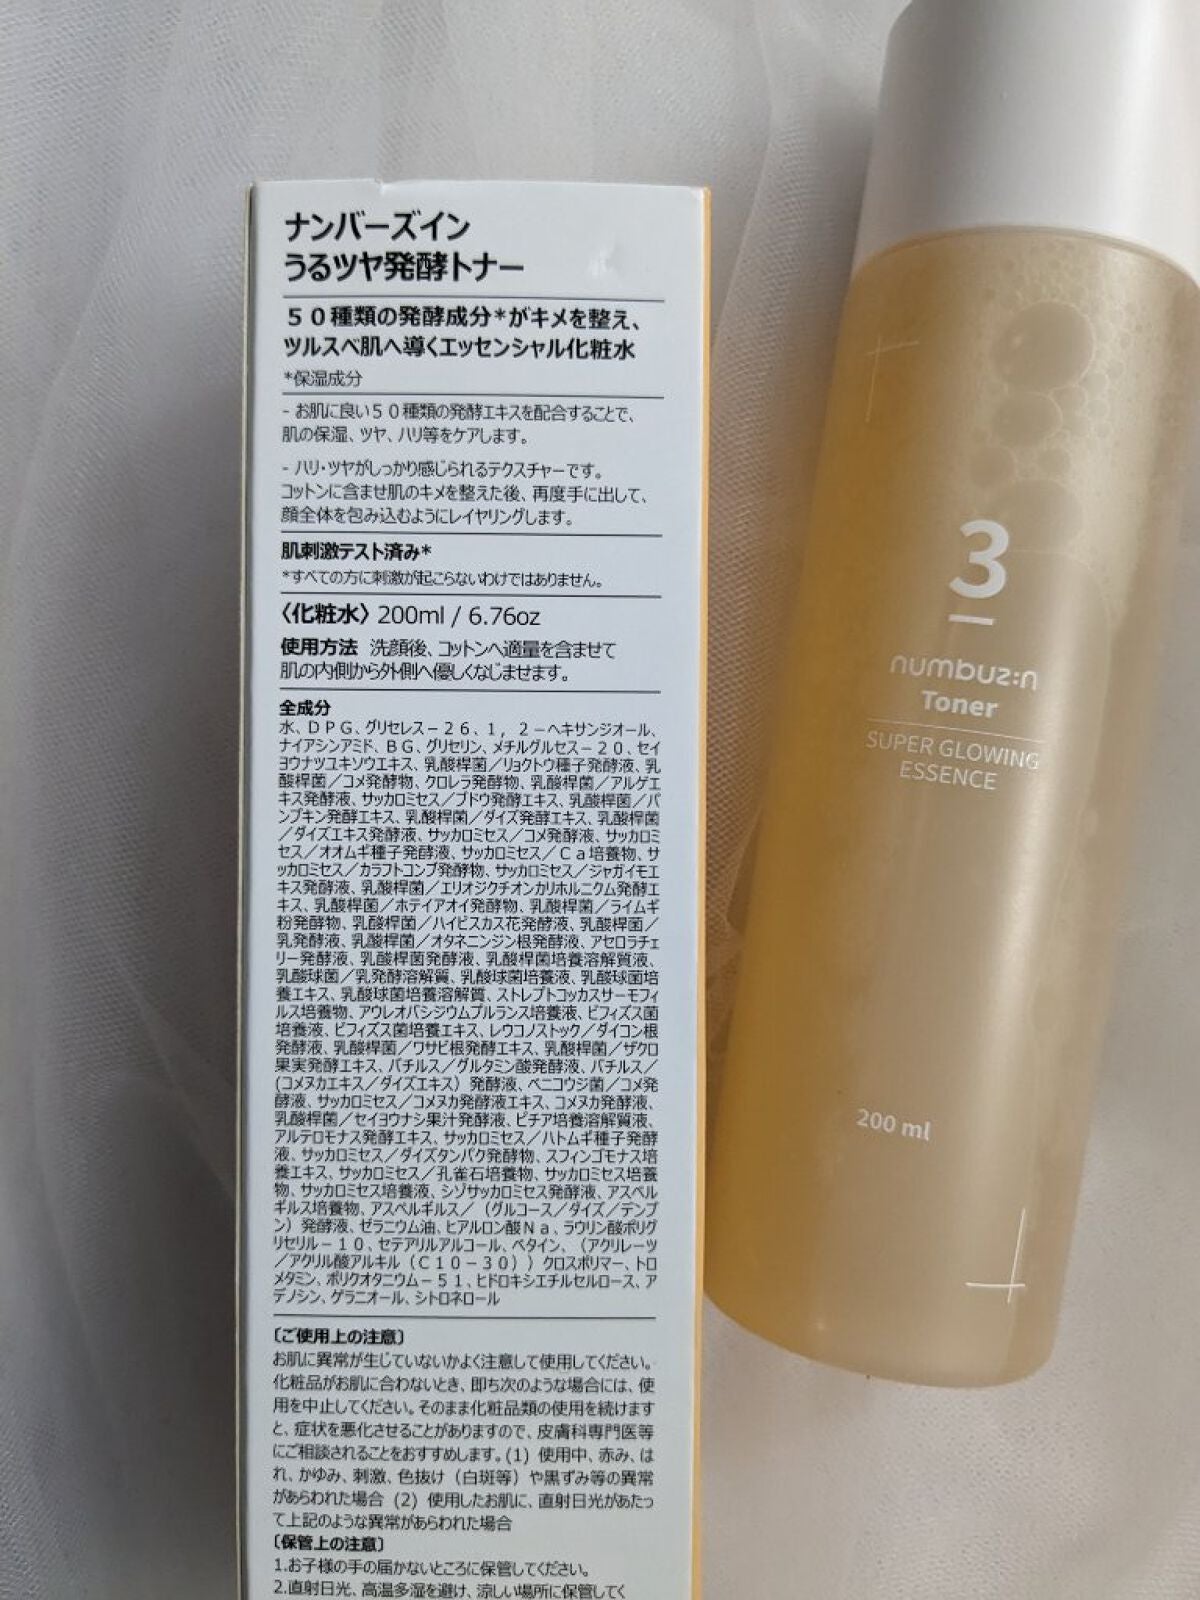 ナンバーズイン
うるツヤ発酵トナー
５０種類の発酵成分*がキメを整え、
ツルスベ肌へ導くエッセンシャル化粧水
*保湿成分
- お肌に良い５０種類の発酵エキスを配合することで、
肌の保湿、ツヤ、ハリ等をケアします。
- ハリ・ツヤがしっかり感じられるテクスチャーです。
コットンに含ませ肌のキメを整えた後、再度手に出して、
顔全体を包み込むようにレイヤリングします。
肌刺激テスト済み*
*すべての方に刺激が起こらないわけではありません。
〈化粧水〉 200ml / 6.76oz
使用方法 洗顔後、コットンへ適量を含ませて
肌の内側から外側へ優しくなじませます。
全成分
水、ＤＰＧ、グリセレス－２６、１，２－ヘキサンジオール、
ナイアシンアミド、ＢＧ、グリセリン、メチルグルセス－２０、セイ
ヨウナツユキソウエキス、乳酸桿菌／リョクトウ種子発酵液、乳
酸桿菌／コメ発酵物、クロレラ発酵物、乳酸桿菌／アルゲエ
キス発酵液、サッカロミセス／ブドウ発酵エキス、乳酸桿菌／パ
ンプキン発酵エキス、乳酸桿菌／ダイズ発酵エキス、乳酸桿菌
／ダイズエキス発酵液、サッカロミセス／コメ発酵液、サッカロミ
セス／オオムギ種子発酵液、サッカロミセス／Ｃａ培養物、サ
ッカロミセス／カラフトコンブ発酵物、サッカロミセス／ジャガイモエ
キス発酵液、乳酸桿菌／エリオジクチオンカリホルニクム発酵エ
キス、乳酸桿菌／ホテイアオイ発酵物、乳酸桿菌／ライムギ
粉発酵物、乳酸桿菌／ハイビスカス花発酵液、乳酸桿菌／
乳発酵液、乳酸桿菌／オタネニンジン根発酵液、アセロラチェ
リー発酵液、乳酸桿菌発酵液、乳酸桿菌培養溶解質液、
乳酸球菌／乳発酵溶解質、乳酸球菌培養液、乳酸球菌培
養エキス、乳酸球菌培養溶解質、ストレプトコッカスサーモフィ
ルス培養物、アウレオバシジウムプルランス培養液、ビフィズス菌
培養液、ビフィズス菌培養エキス、レウコノストック／ダイコン根
発酵液、乳酸桿菌／ワサビ根発酵エキス、乳酸桿菌／ザクロ
果実発酵エキス、バチルス／グルタミン酸発酵液、バチルス／
(コメヌカエキス／ダイズエキス）発酵液、ベニコウジ菌／コメ発
酵液、サッカロミセス／コメヌカ発酵液エキス、コメヌカ発酵液、
乳酸桿菌／セイヨウナシ果汁発酵液、ピチア培養溶解質液、
アルテロモナス発酵エキス、サッカロミセス／ハトムギ種子発酵
液、サッカロミセス／ダイズタンパク発酵物、スフィンゴモナス培
養エキス、サッカロミセス／孔雀石培養物、サッカロミセス培養
物、サッカロミセス培養液、シゾサッカロミセス発酵液、アスペル
ギルス培養物、アスペルギルス／（グルコース／ダイズ／デンプ
ン）発酵液、ゼラニウム油、ヒアルロン酸Ｎａ、ラウリン酸ポリグ
リセリル－１０、セテアリルアルコール、ベタイン、（アクリレーツ
／アクリル酸アルキル（Ｃ１０－３０））クロスポリマー、トロ
メタミン、ポリクオタニウム－５１、ヒドロキシエチルセルロース、ア
デノシン、ゲラニオール、シトロネロール
〔ご使用上の注意〕
お肌に異常が生じていないかよく注意して使用してください。
化粧品がお肌に合わないとき、即ち次のような場合には、使
用を中止してください。そのまま化粧品類の使用を続けます
と、症状を悪化させることがありますので、皮膚科専門医等
にご相談されることをおすすめします。(1) 使用中、赤み、は
れ、かゆみ、刺激、色抜け（白斑等）や黒ずみ等の異常
があらわれた場合 (2) 使用したお肌に、直射日光があたっ
て上記のような異常があらわれた場合
〔保管上の注意〕
1.お子様の手の届かないところに保管してください。
2.直射日光、高温多湿を避け、涼しい場所に保管してく
3
numbuz:n
Toner
SUPER GLOWING
ESSENCE
200 ml